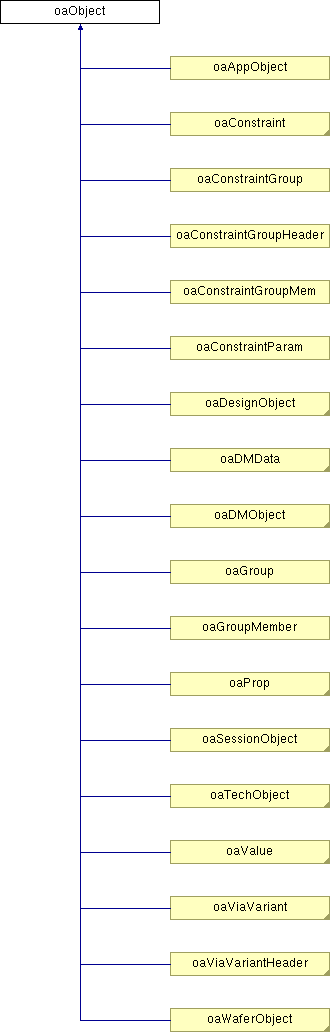 oaObject
oaAppObject
oaConstraint
oaConstraintGroup
oaConstraintGroupHeader
oaConstraintGroupMem
oaConstraintParam
oaDesignObject
oaDMData
oaDMObject
oaGroup
oaGroupMember
oaProp
oaSessionObject
oaTechObject
oaValue
oaViaVariant
oaViaVariantHeader
oaWaferObject